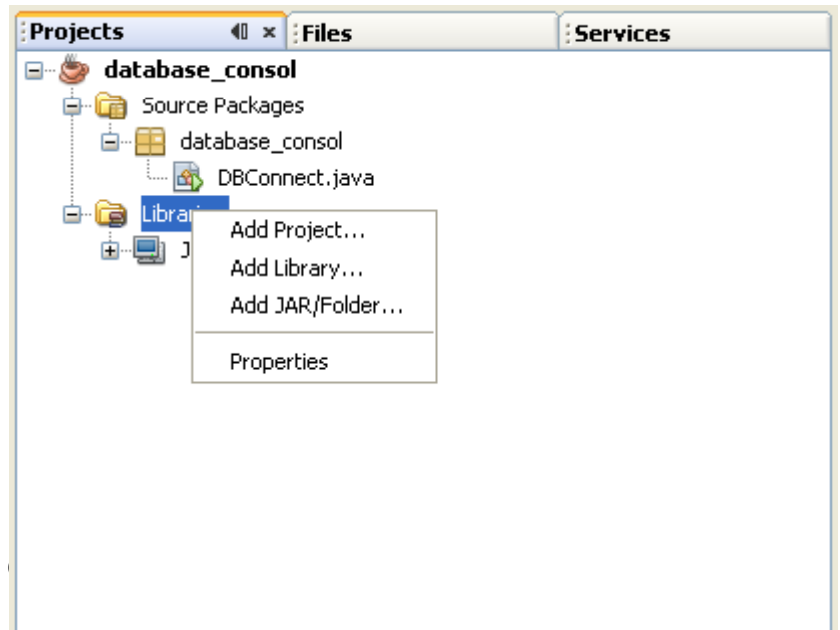 Projects Files Services
database_consol
Source Packages
database_consol
DBConnect.java
Add Project...
Add Library...
Add JAR/Folder...
Properties